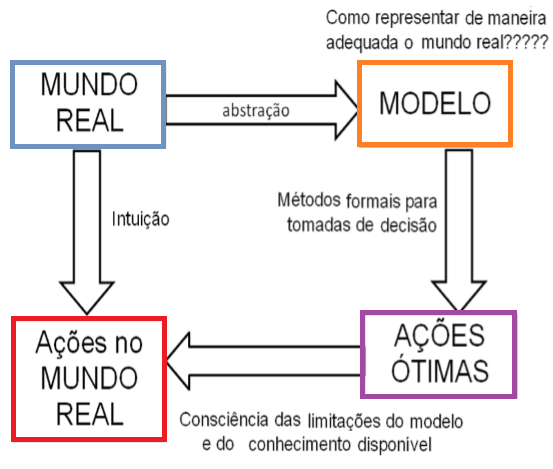 Como representar de maneira
adequada o mundo real?????
MUNDO
REAL
abstração
MODELO
Intuição
Métodos formais para
tomadas de decisão
Ações no
MUNDO
REAL
AÇÕES
ÓTIMAS
Consciência das limitações do modelo
e do conhecimento disponivel